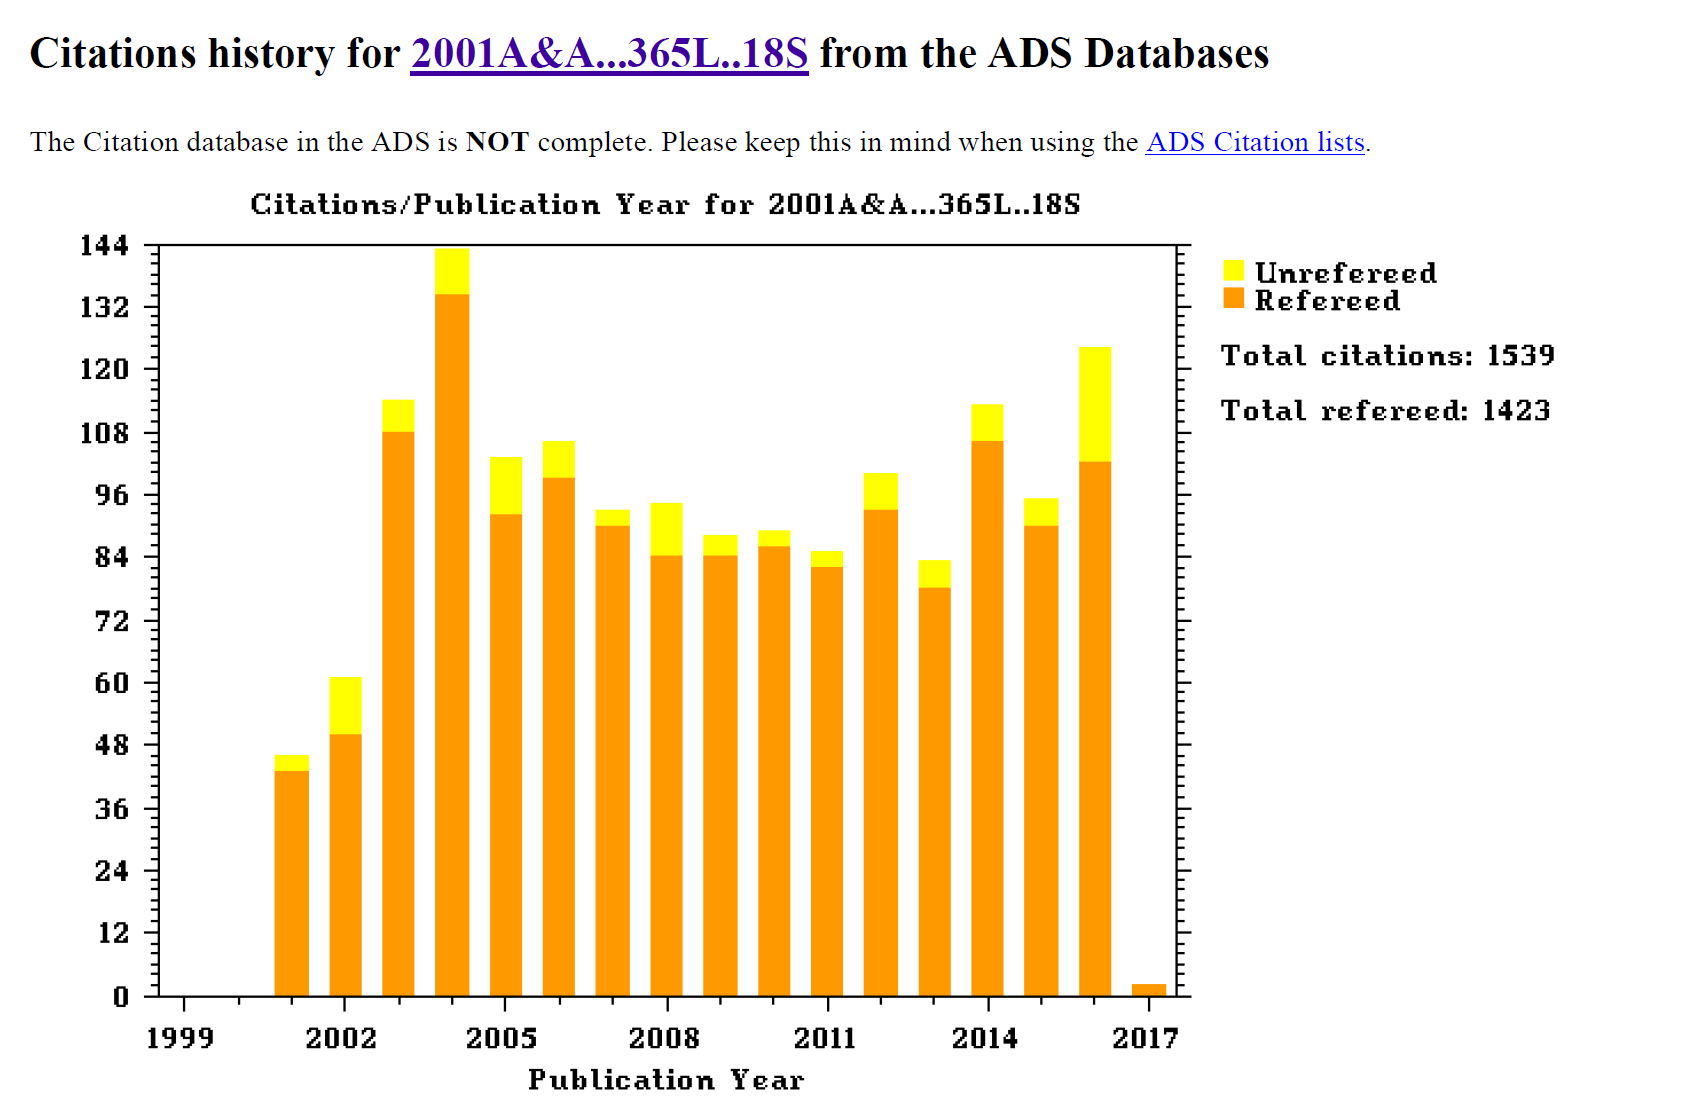 Citations history for 2001A&A...365L..18S from the ADS Databases
The Citation database in the ADS is NOT complete. Please keep this in mind when using the ADS Citation lists.
Citations/Publication Year for 2001A&A...365L..18S
144
132
120
108
96
84
72
60
48
36
24
12
0
1999 2002 2005 2008 2011 2014 2017
Publication Year
Unrefereed
Refereed
Total citations: 1539
Total refereed: 1423